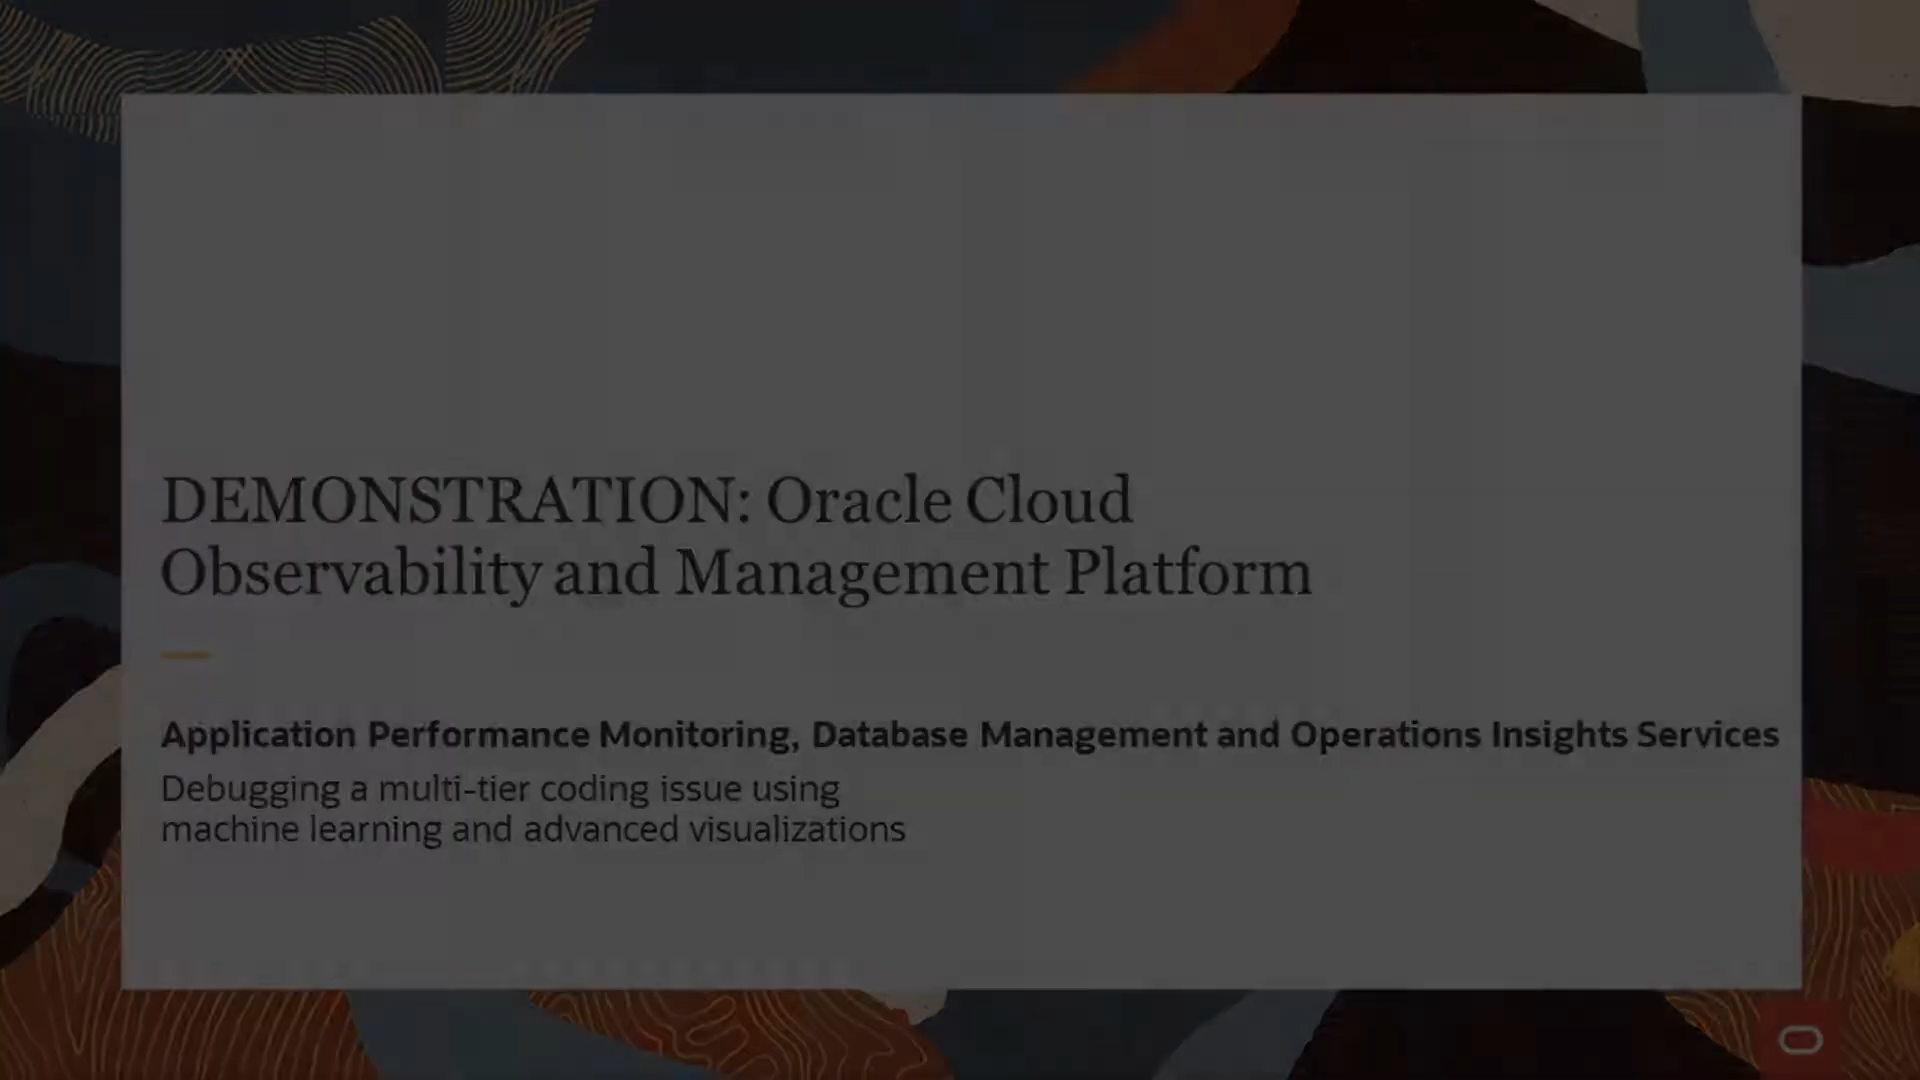 DEMONSTRATION: Oracle Cloud
Observability and Management Platform
Application Performance Monitoring, Database Management and Operations Insights Services
Debugging a multi-tier coding issue using
machine learning and advanced visualizations